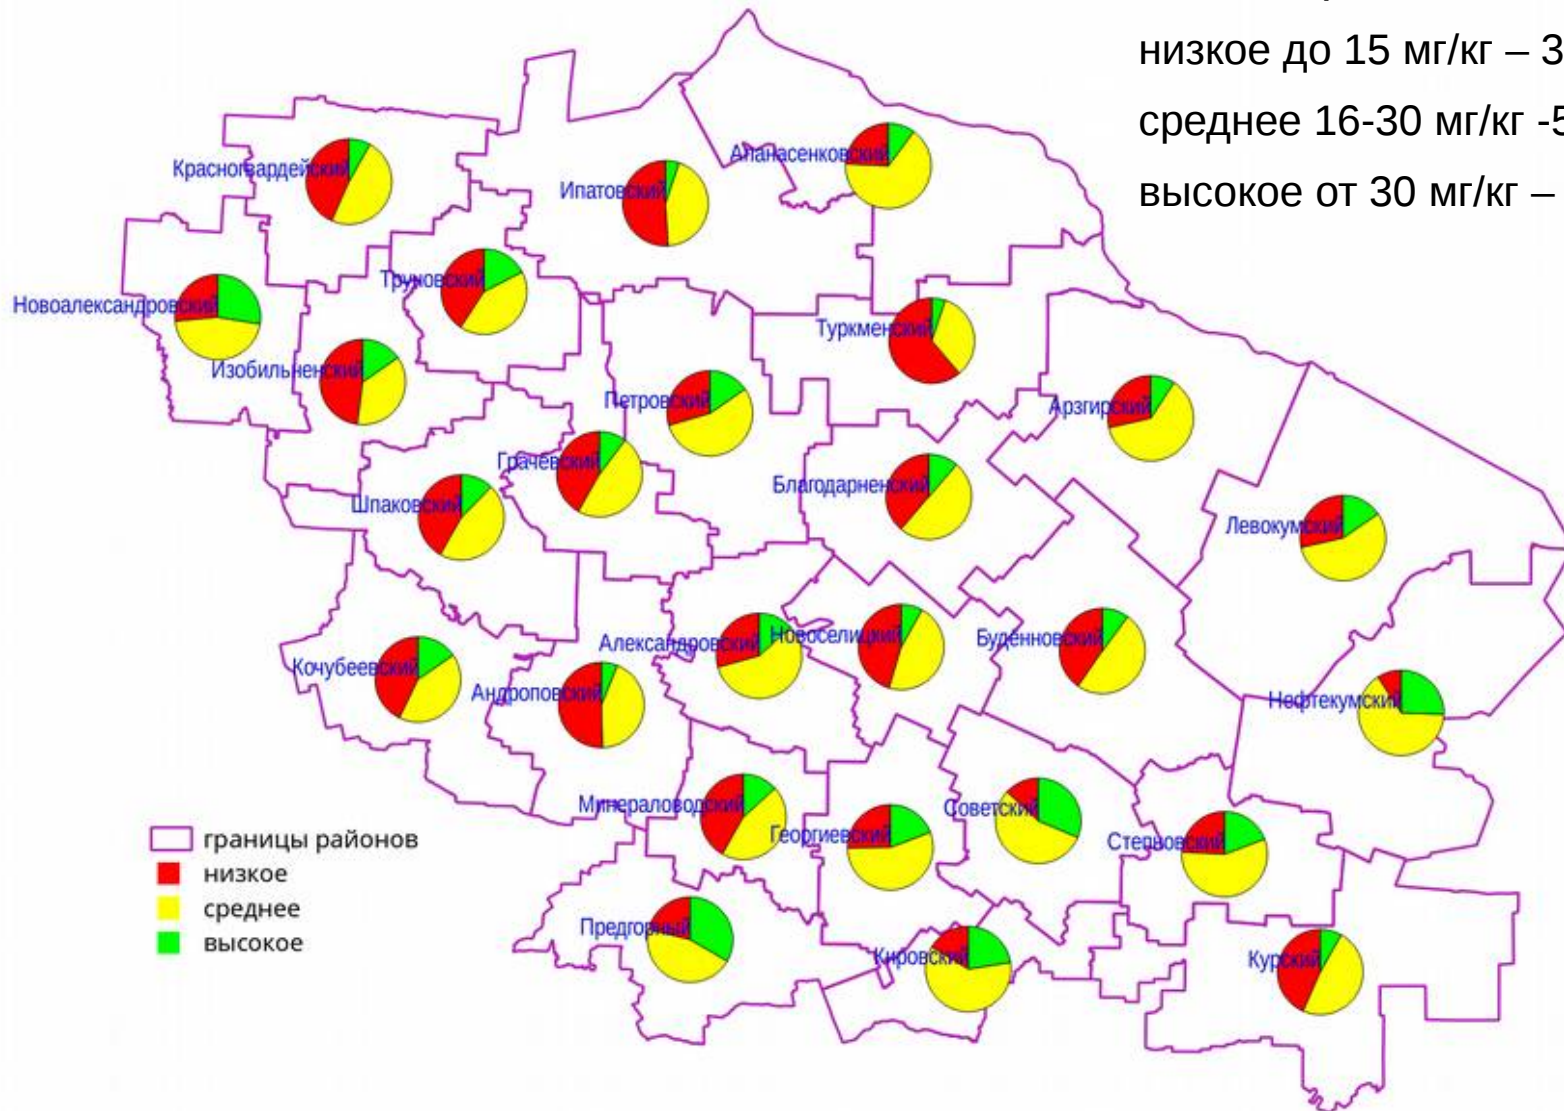 низкое до 15 мг/кг – 3
среднее 16-30 мг/кг -5
высокое от 30 мг/кг –
Апанасенковский
Красногвардейский
Ипатовский
Труновский
Новоалександровский
Туркменский
Изобильненский
Петровский
Арзгирский
Грачёвский
Благодарненский
Шпаковский
Левокумский
Александровский
Новоселицкий
Буденновский
Кочубеевский
Андроповский
Нефтекумский
Минераловодский
Георгиевский
Советский
Степновский
границы районов
низкое
среднее
высокое
Предгорный
Кировский
Курский